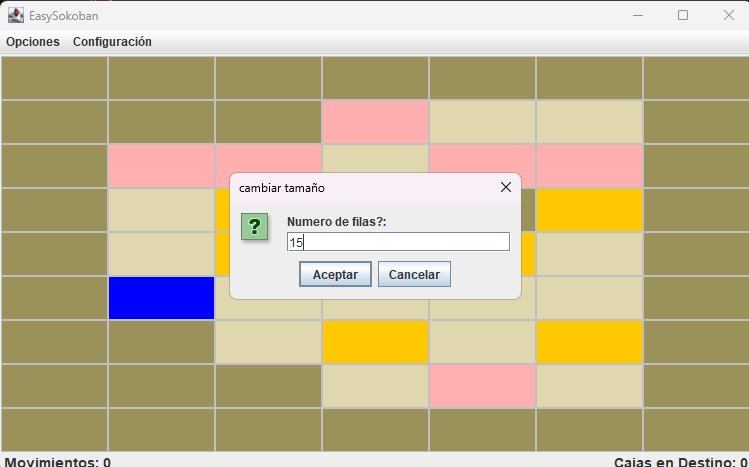 EasySokoban
Opciones Configuración
cambiar tamaño
?
Numero de filas?:
15
Aceptar Cancelar
Movimientos: 0 Cajas en Destino: 0